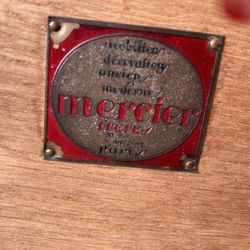 mobilier
décoration
ancien
moderne
mercier
frères
paris